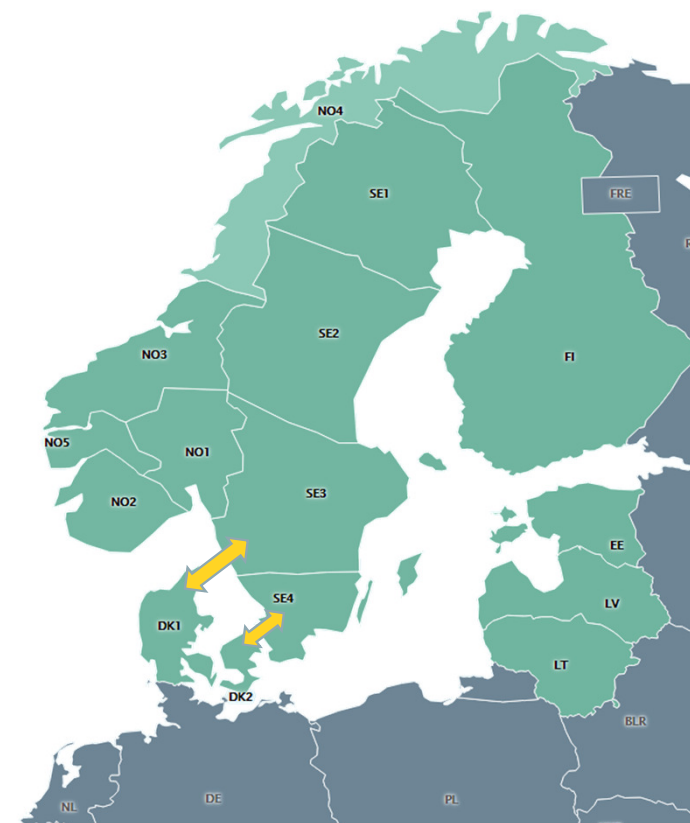 NO4
SE1
FRE
R
SE2
NO3
FI
NO5
NO1
NO2
SE3
EE
SE4
LV
DK1
LT
DK2
BLR
DE
PL
NL